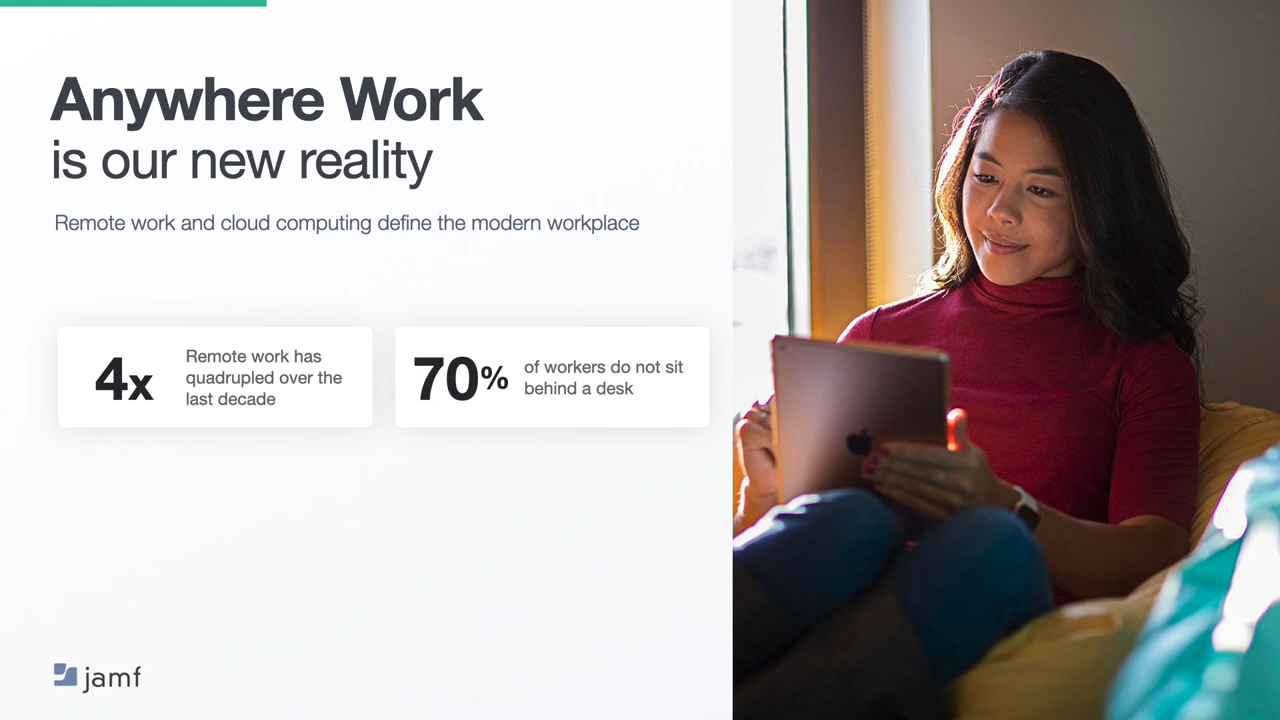 Anywhere Work
is our new reality
Remote work and cloud computing define the modern workplace
4x
Remote work has
quadrupled over the
last decade
70%
of workers do not sit
behind a desk
jamf